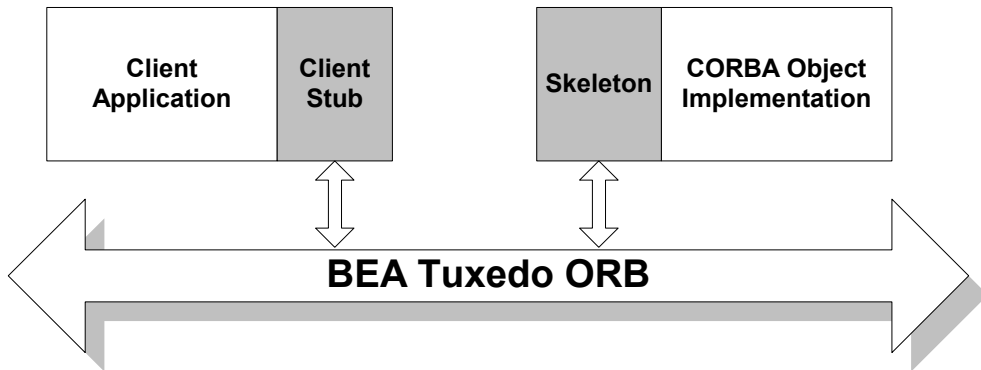 Client
Application
Client
Stub
Skeleton
CORBA Object
Implementation
BEA Tuxedo ORB